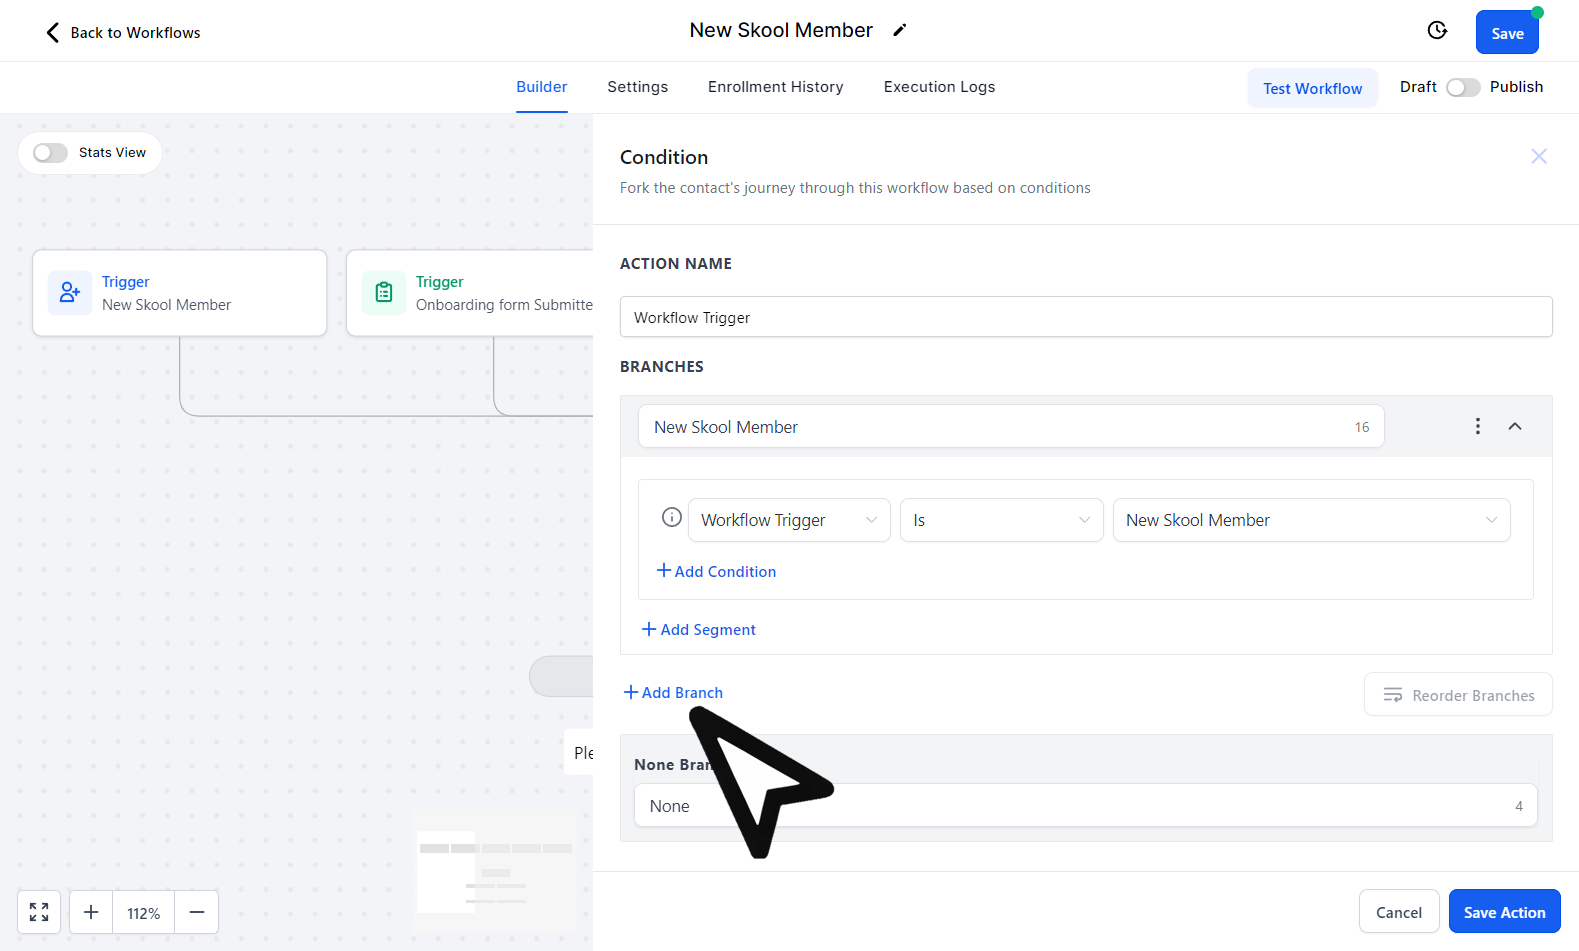 Back to Workflows
New Skool Member
Save
Builder
Settings
Enrollment History
Execution Logs
Test Workflow
Draft
Publish
Stats View
Trigger
New Skool Member
Trigger
Onboarding form Submitte
Condition
Fork the contact's journey through this workflow based on conditions
ACTION NAME
Workflow Trigger
BRANCHES
New Skool Member
16
Workflow Trigger
Is
New Skool Member
Add Condition
Add Segment
Add Branch
Reorder Branches
Ple
None Bran
None
4
112%
Cancel
Save Action